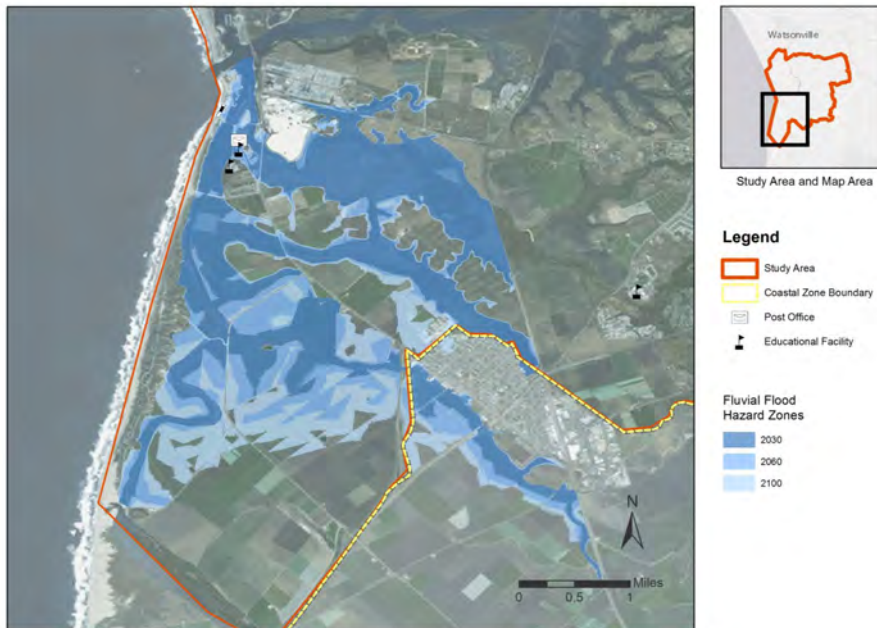 Watsonville
Study Area and Map Area
Legend
Study Area
Coastal Zone Boundary
Post Office
Educational Facility
Fluvial Flood
Hazard Zones
2030
2060
2100
N
Miles
0 0.5 1